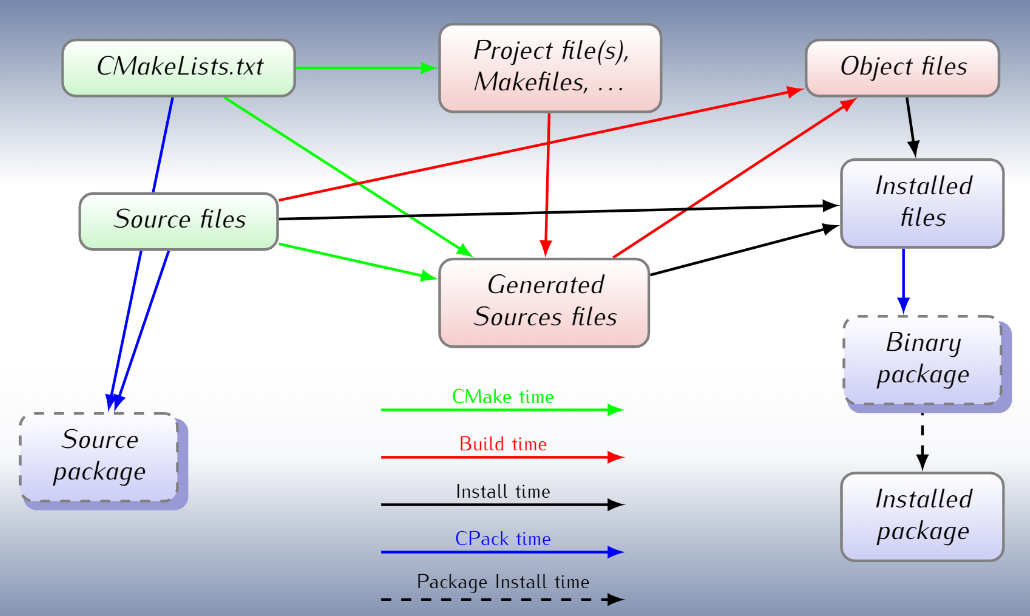 CMakeLists.txt
Project file(s),
Makefiles, ...
Object files
Source files
Installed
files
Generated
Sources files
Binary
package
Source
package
CMake time
Build time
Install time
CPack time
Package Install time
Installed
package